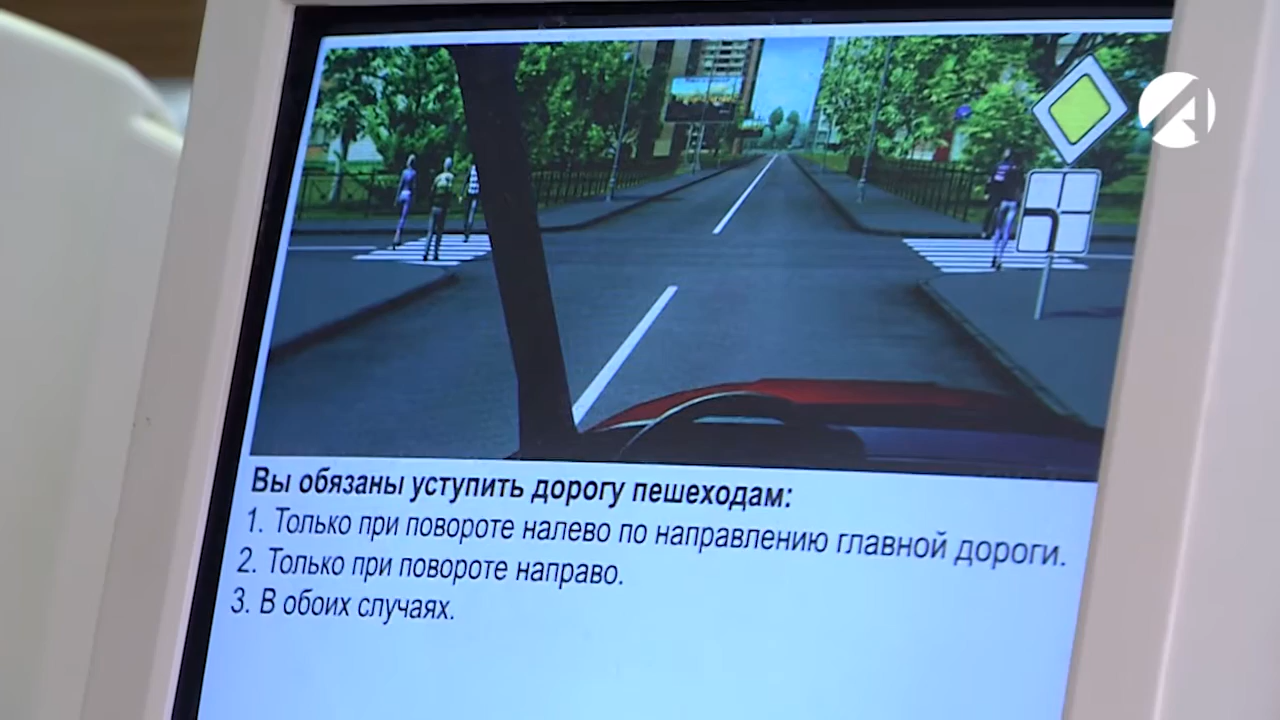 Вы обязаны уступить дорогу пешеходам:
1. Только при повороте налево по направлению главной дороги.
2. Только при повороте направо.
3. В обоих случаях.